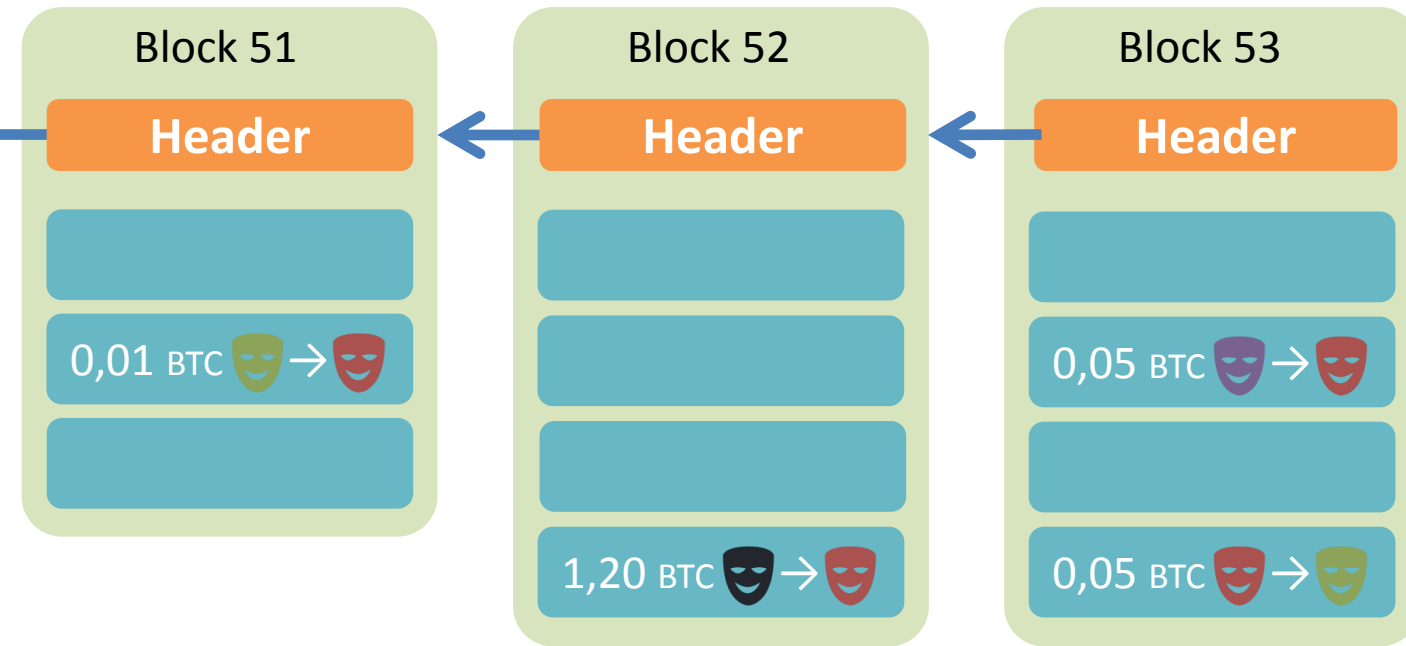 Block 51
Header
0,01 BTC →
Block 52
Header
1,20 BTC →
Block 53
Header
0,05 BTC →
0,05 BTC →